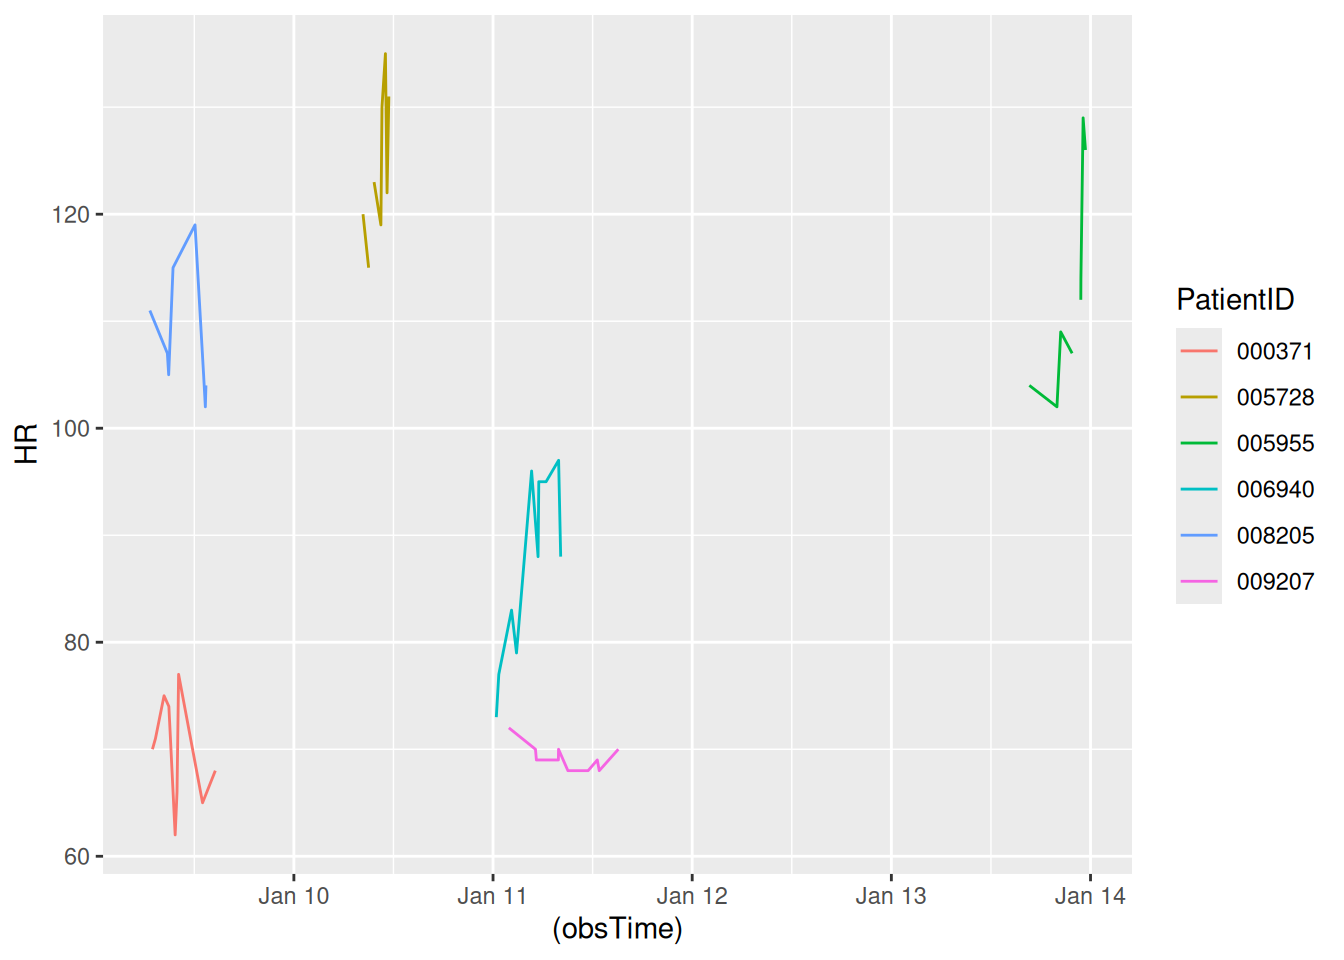 HR
120
100
80
60
Jan 10
Jan 11
Jan 12
Jan 13
Jan 14
(obsTime)
PatientID
000371
005728
005955
006940
008205
009207